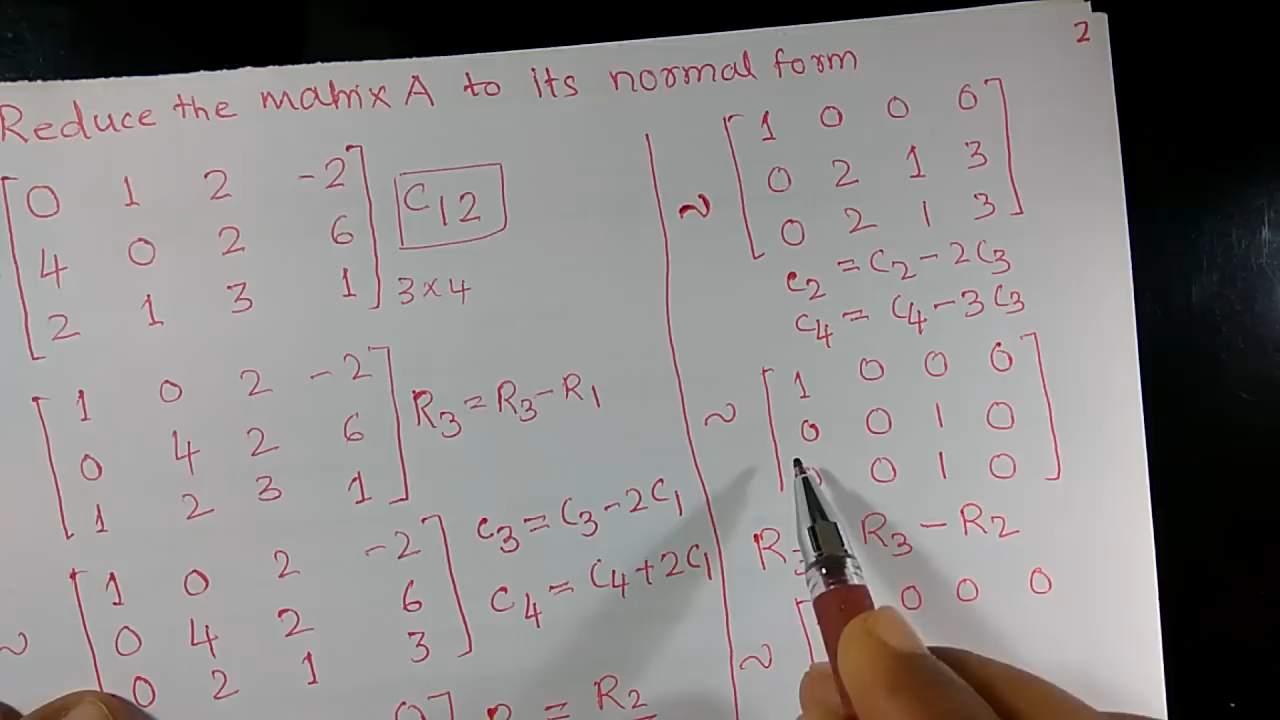 2
Reduce the matrix A to its normal form
0 1 2 -2
4 0 2 6
2 1 3 1
C12
3×4
1 0 2 -2
0 4 2 6
1 2 3 1
R3 = R3 - R1
~
1 0 2 -2
0 4 2 6
0 2 1 3
C3 = C3 - 2C1
C4 = C4 + 2C1
R2
~
1 0 0 0
0 2 1 3
0 2 1 3
C2 = C2 - 2C3
C4 = C4 - 3C3
~
1 0 0 0
0 0 1 0
0 0 1 0
R3 R3 - R2
~
0 0 0